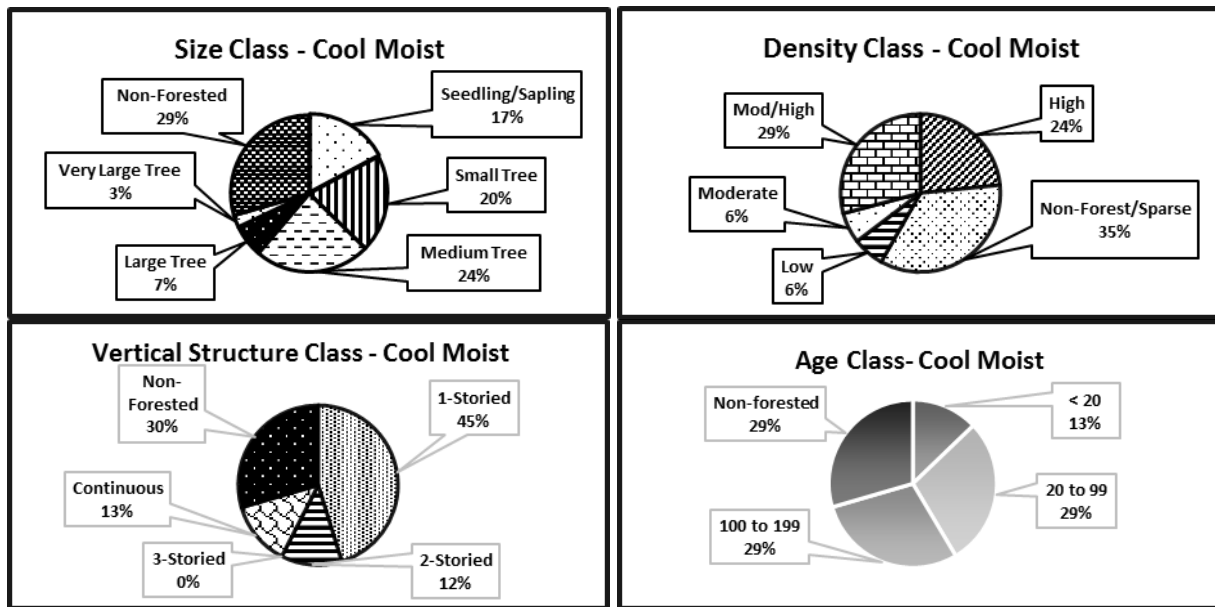 Size Class - Cool Moist
Non-Forested
29%
Seedling/Sapling
17%
Very Large Tree
3%
Small Tree
20%
Large Tree
7%
Medium Tree
24%
Density Class - Cool Moist
Mod/High
29%
High
24%
Moderate
6%
Non-Forest/Sparse
35%
Low
6%
Vertical Structure Class - Cool Moist
Non-
Forested
30%
1-Storied
45%
Continuous
13%
3-Storied
0%
2-Storied
12%
Age Class- Cool Moist
Non-forested
29%
< 20
13%
20 to 99
29%
100 to 199
29%